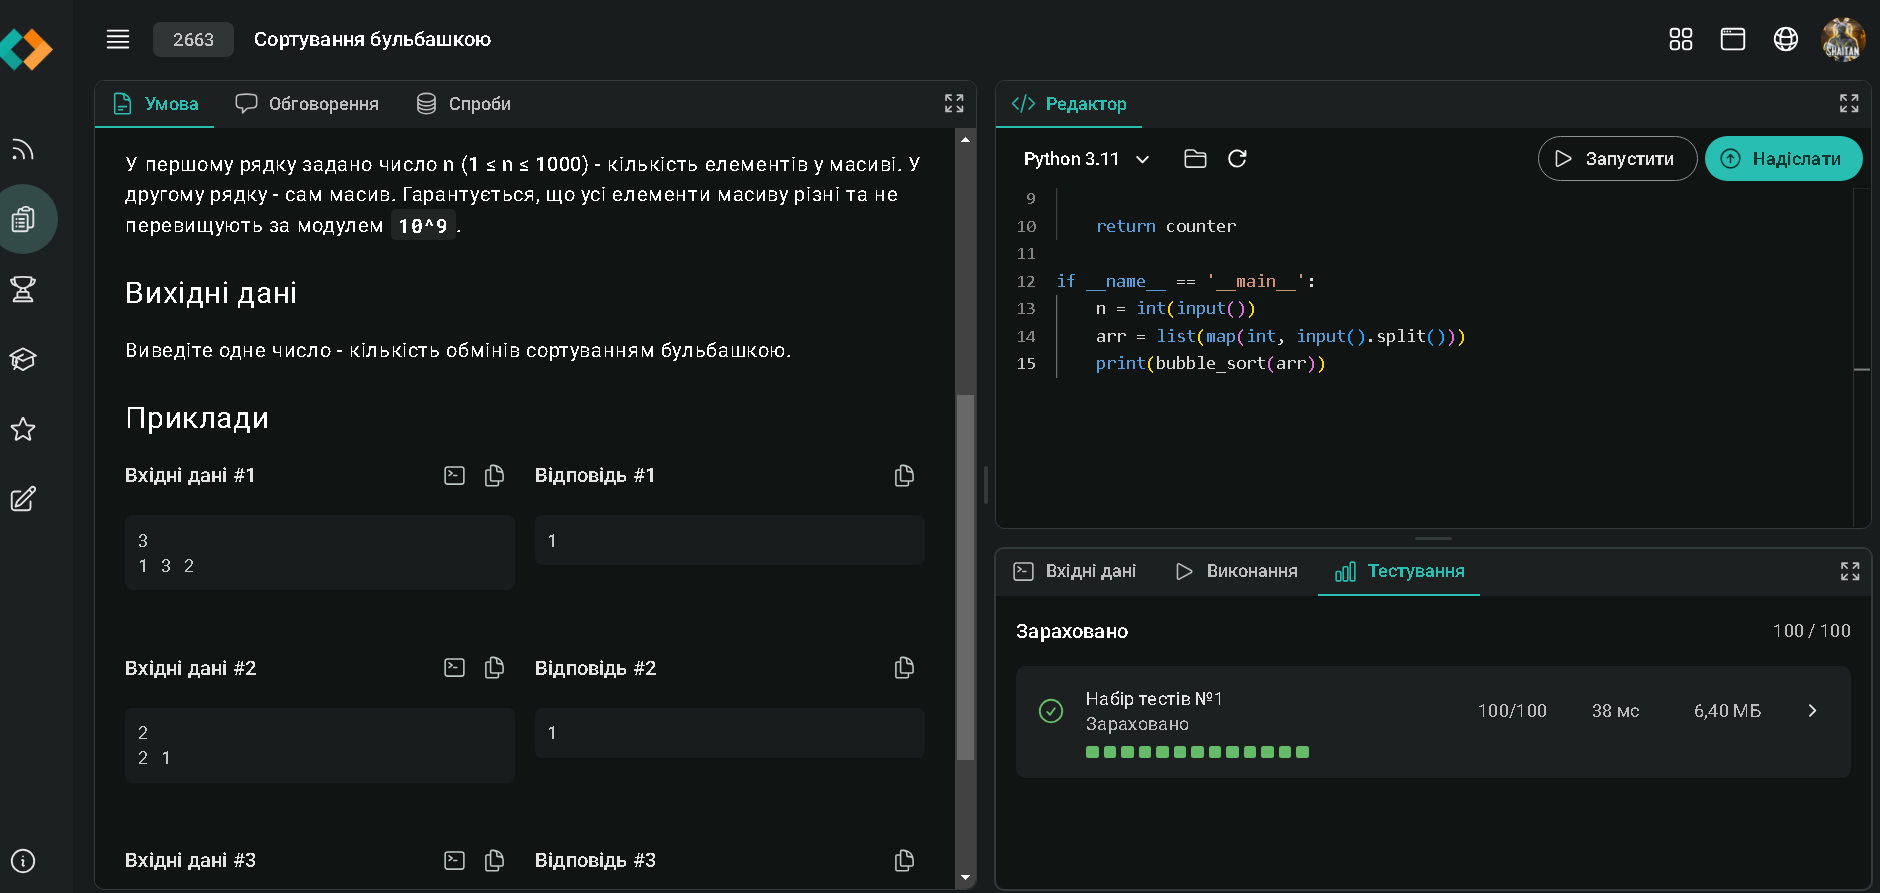 2663 Сортування бульбашкою
SHAITAN
Умова Обговорення Спроби
У першому рядку задано число n (1 ≤ n ≤ 1000) - кількість елементів у масиві. У
другому рядку - сам масив. Гарантується, що усі елементи масиву різні та не
перевищують за модулем 10^9 .
Вихідні дані
Виведіте одне число - кількість обмінів сортуванням бульбашкою.
Приклади
Вхідні дані #1
Відповідь #1
3
1 3 2
1
Вхідні дані #2
Відповідь #2
2
2 1
1
Вхідні дані #3
Відповідь #3
Редактор
Python 3.11
Запустити
Надіслати
9
10 return counter
11
12 if __name__ == '__main__':
13 n = int(input())
14 arr = list(map(int, input().split()))
15 print(bubble_sort(arr))
Вхідні дані Виконання Тестування
Зараховано 100 / 100
Набір тестів №1
Зараховано
100/100 38 мс 6,40 МБ